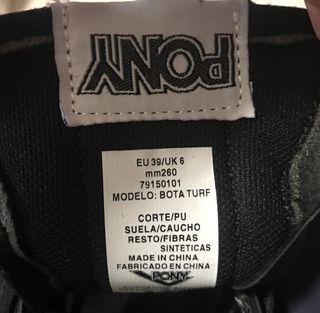 PONY
EU 39/UK 6
mm260
79150101
MODELO: BOTA TURF
CORTE/PU
SUELA/CAUCHO
RESTO/FIBRAS
SINTETICAS
MADE IN CHINA
FABRICADO EN CHINA
PONY